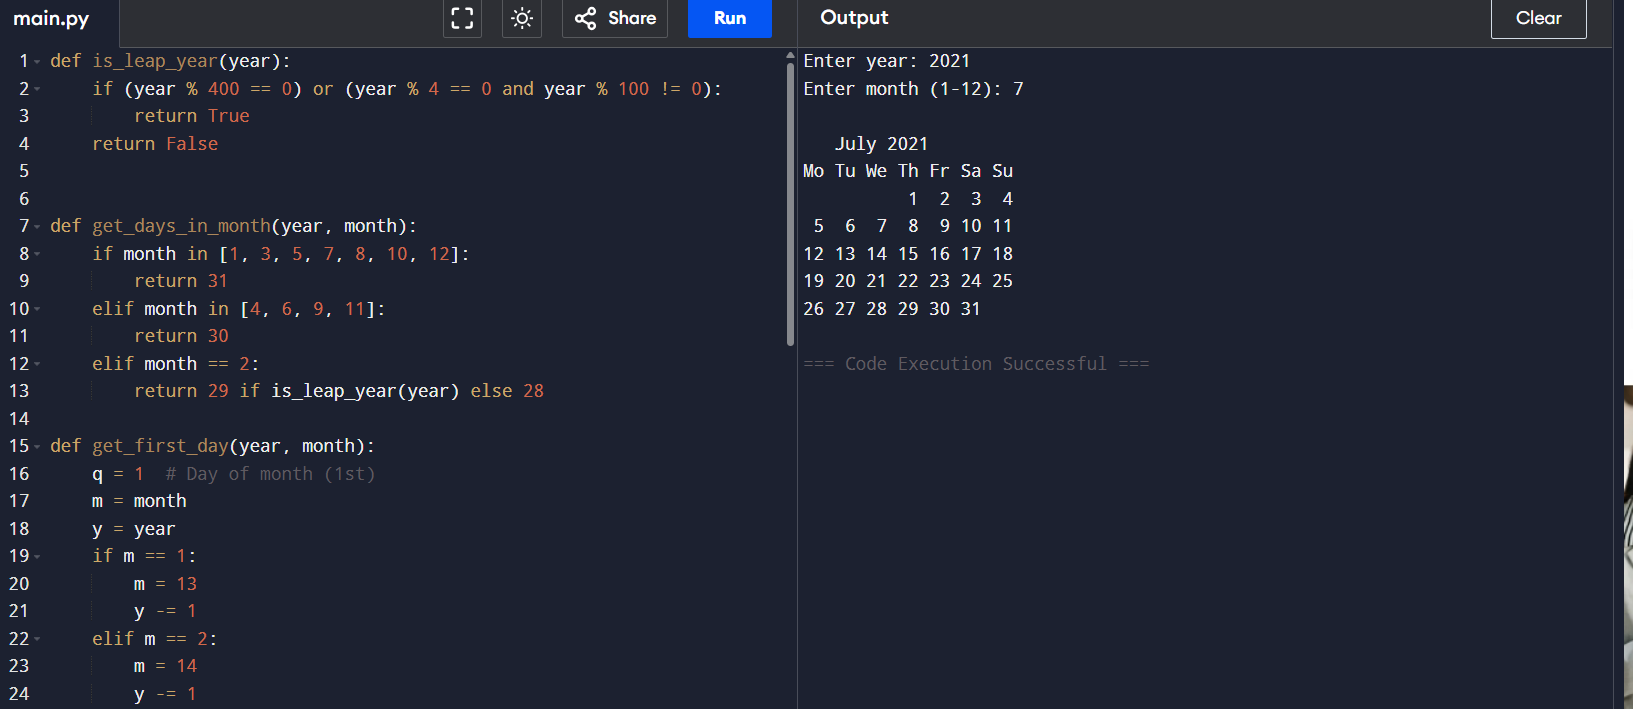 main.py
Share
Run
Output
Clear
1 def is_leap_year(year):
2     if (year % 400 == 0) or (year % 4 == 0 and year % 100 != 0):
3         return True
4     return False
5
6
7 def get_days_in_month(year, month):
8     if month in [1, 3, 5, 7, 8, 10, 12]:
9         return 31
10     elif month in [4, 6, 9, 11]:
11         return 30
12     elif month == 2:
13         return 29 if is_leap_year(year) else 28
14
15 def get_first_day(year, month):
16     q = 1  # Day of month (1st)
17     m = month
18     y = year
19     if m == 1:
20         m = 13
21         y -= 1
22     elif m == 2:
23         m = 14
24         y -= 1
Enter year: 2021
Enter month (1-12): 7
   July 2021
Mo Tu We Th Fr Sa Su
          1  2  3  4
 5  6  7  8  9 10 11
12 13 14 15 16 17 18
19 20 21 22 23 24 25
26 27 28 29 30 31
=== Code Execution Successful ===